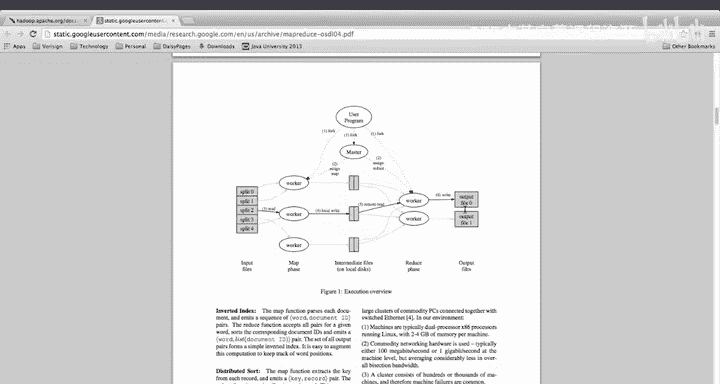 hadoop.apache.org/docs
static.googleusercontent.com
static.googleusercontent.com/media/research.google.com/en/us/archive/mapreduce-osdi04.pdf
Apps Verisign Technology Personal DaisyPages Downloads Java University 2013 Other Bookmarks
User
Program
(1) fork
(1) fork
(1) fork
Master
(2)
assign
map
(2)
assign
reduce
worker
split 0
split 1
split 2
split 3
split 4
(3) read
worker
(4) local write
(5) remote read
worker
worker
(6) write
output
file 0
output
file 1
worker
Input
files
Map
phase
Intermediate files
(on local disks)
Reduce
phase
Output
files
Figure 1: Execution overview
Inverted Index: The map function parses each docu-
ment, and emits a sequence of ⟨word, document ID⟩
pairs. The reduce function accepts all pairs for a given
word, sorts the corresponding document IDs and emits a
⟨word, list(document ID)⟩ pair. The set of all output
pairs forms a simple inverted index. It is easy to augment
this computation to keep track of word positions.
Distributed Sort: The map function extracts the key
from each record, and emits a ⟨key, record⟩ pair. The
large clusters of commodity PCs connected together with
switched Ethernet [4]. In our environment:
(1) Machines are typically dual-processor x86 processors
running Linux, with 2-4 GB of memory per machine.
(2) Commodity networking hardware is used – typically
either 100 megabits/second or 1 gigabit/second at the
machine level, but averaging considerably less in over-
all bisection bandwidth.
(3) A cluster consists of hundreds or thousands of ma-
chines, and therefore machine failures are common.